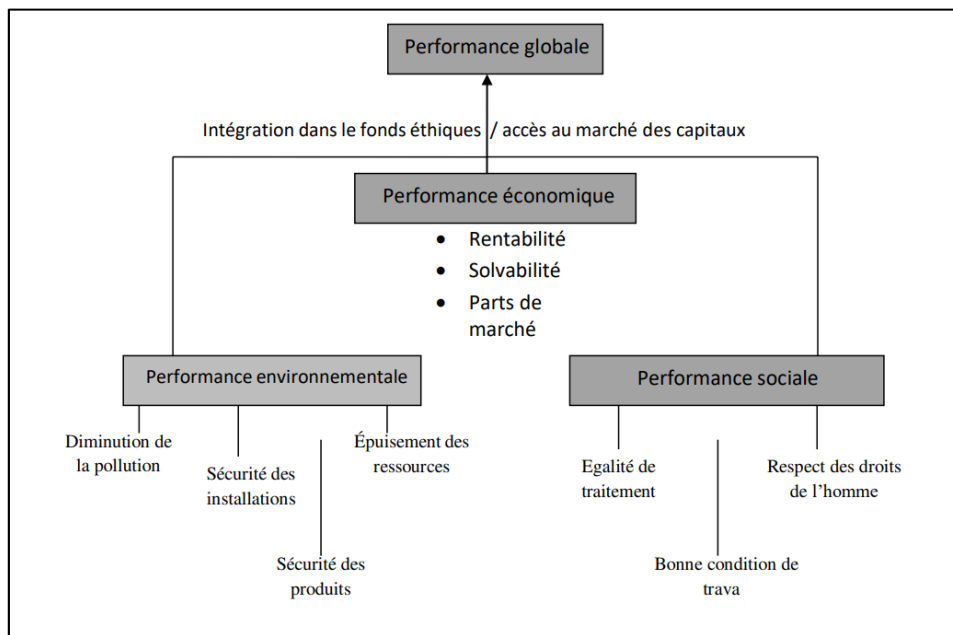 Performance globale
Intégration dans le fonds éthiques / accès au marché des capitaux
Performance économique
• Rentabilité
• Solvabilité
• Parts de
marché
Performance environnementale
Performance sociale
Diminution de
la pollution
Sécurité des
installations
Épuisement des
ressources
Sécurité des
produits
Egalité de
traitement
Respect des droits
de l’homme
Bonne condition de
trava